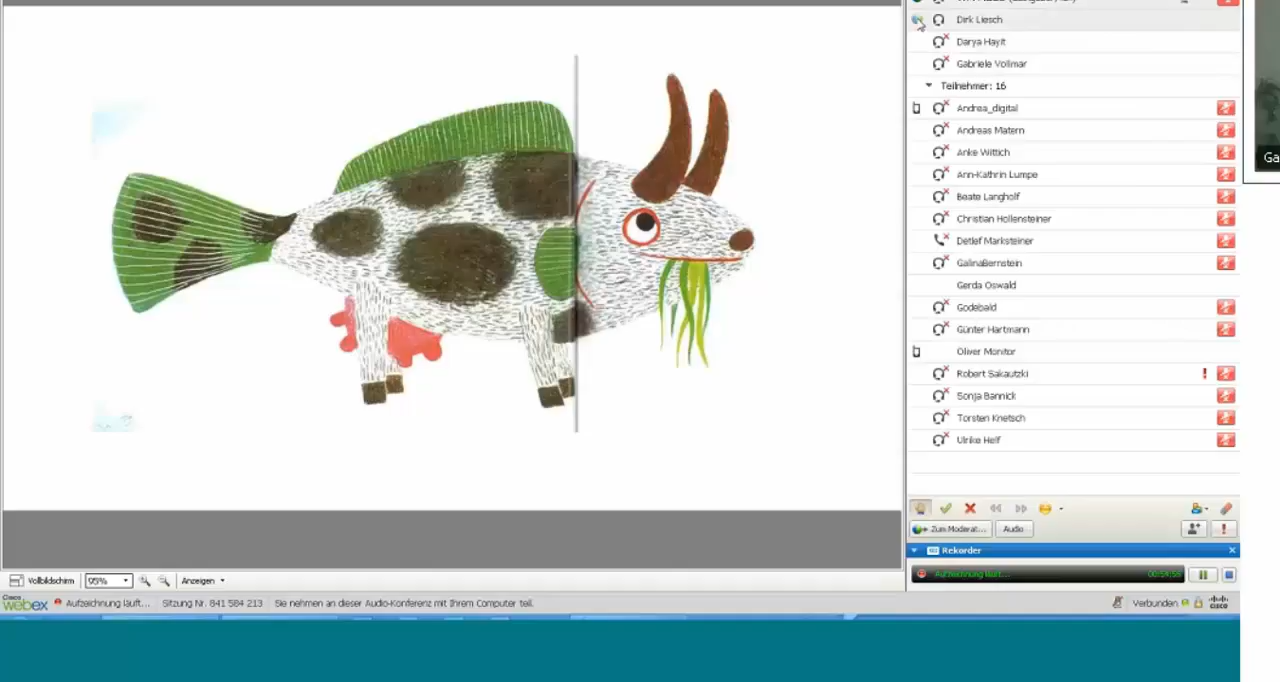 Dirk Liesch
Darya Hayit
Gabriele Vollmar
Teilnehmer: 16
Andrea_digital
Andreas Matern
Anke Wittich
Ann-Kathrin Lumpe
Beate Langholf
Christian Hollensteiner
Detlef Marksteiner
GalinaBernstein
Gerda Oswald
Godebald
Günter Hartmann
Oliver Monitor
Robert Sakautzki
Sonja Bannick
Torsten Knetsch
Ulrike Helf
Ga
Zum Moderat... Audio
Rekorder
Aufzeichnung läuft...
Vollbildschirm 95% Anzeigen
Cisco webex Aufzeichnung läuft... Sitzung Nr. 841 584 213 Sie nehmen an dieser Audio-Konferenz mit Ihrem Computer teil. Verbunden CISCO